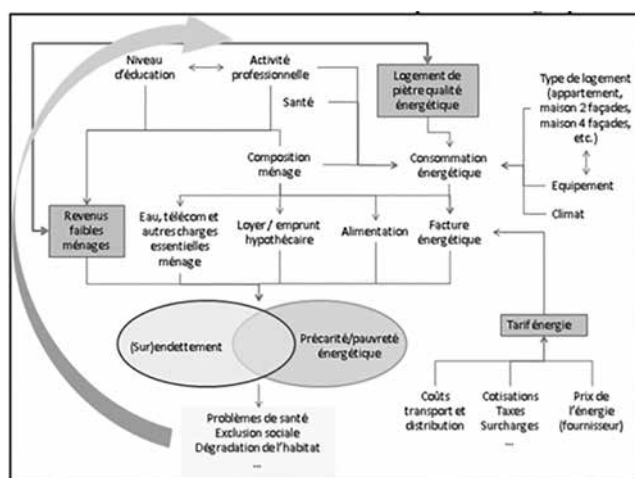 Niveau
d'éducation
Activité
professionnelle
Santé
Logement de
piètre qualité
énergétique
Type de logement
(appartement,
maison 2 façades,
maison 4 façades,
etc.)
Composition
ménage
Consommation
énergétique
Equipement
Climat
Revenus
faibles
ménages
Eau, télécom et
autres charges
essentielles
ménage
Loyer / emprunt
hypothécaire
Alimentation
Facture
énergétique
(Sur)endettement
Précarité/pauvreté
énergétique
Tarif énergie
Problèmes de santé
Exclusion sociale
Dégradation de l'habitat
...
Coûts
transport et
distribution
Cotisations
Taxes
Surcharges
...
Prix de
l'énergie
(fournisseur)